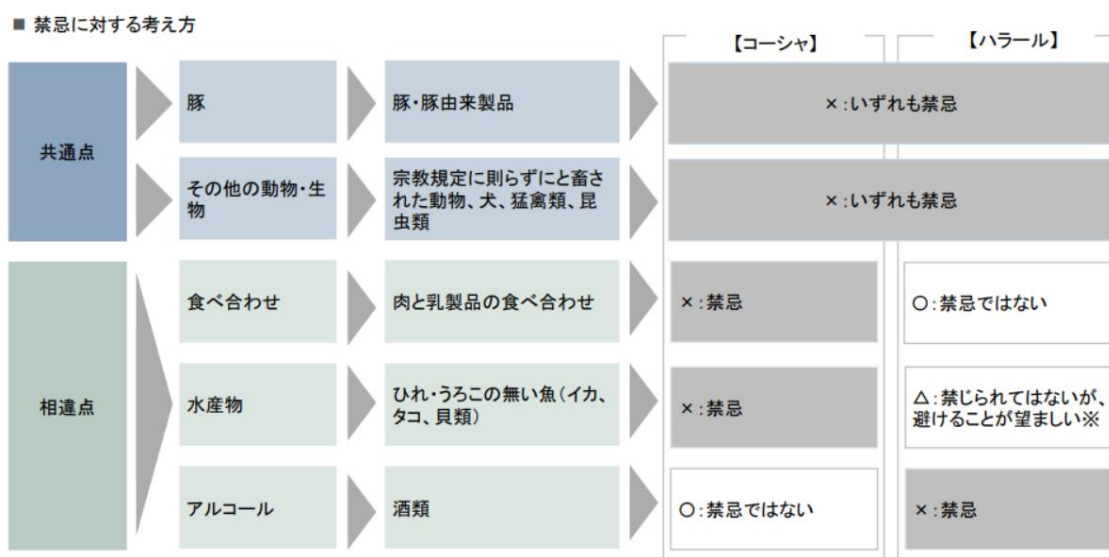 ■ 禁忌に対する考え方
【コーシャ】
【ハラール】
共通点
豚
豚・豚由来製品
×：いずれも禁忌
その他の動物・生
物
宗教規定に則らずにと畜さ
れた動物、犬、猛禽類、昆
虫類
×：いずれも禁忌
相違点
食べ合わせ
肉と乳製品の食べ合わせ
×：禁忌
○：禁忌ではない
水産物
ひれ・うろこの無い魚（イカ、
タコ、貝類）
×：禁忌
△：禁じられてはないが、
避けることが望ましい※
アルコール
酒類
○：禁忌ではない
×：禁忌